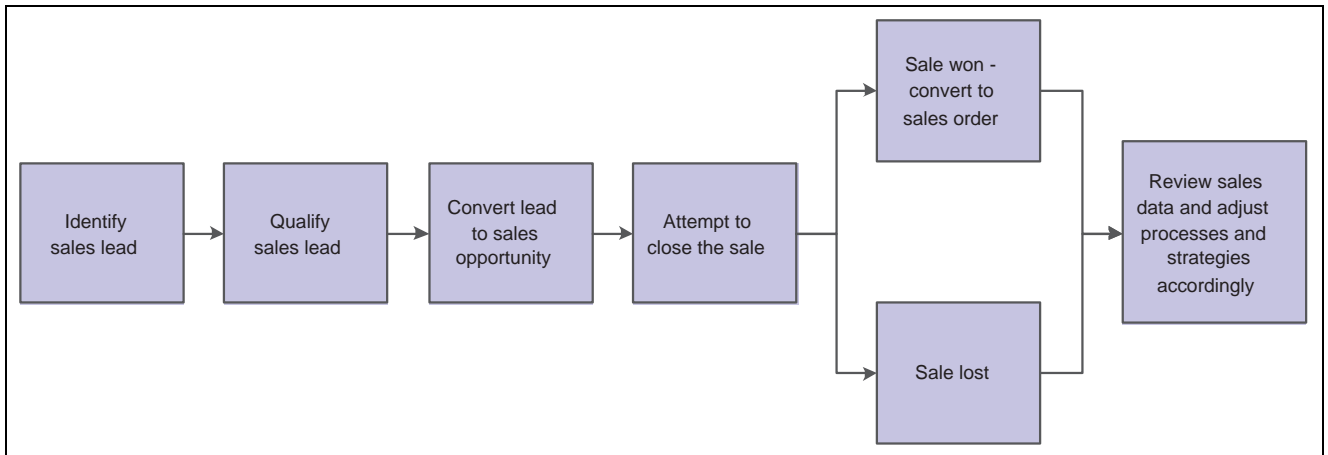 Identify
sales lead
Qualify
sales lead
Convert lead
to sales
opportunity
Attempt to
close the sale
Sale won -
convert to
sales order
Sale lost
Review sales
data and adjust
processes and
strategies
accordingly